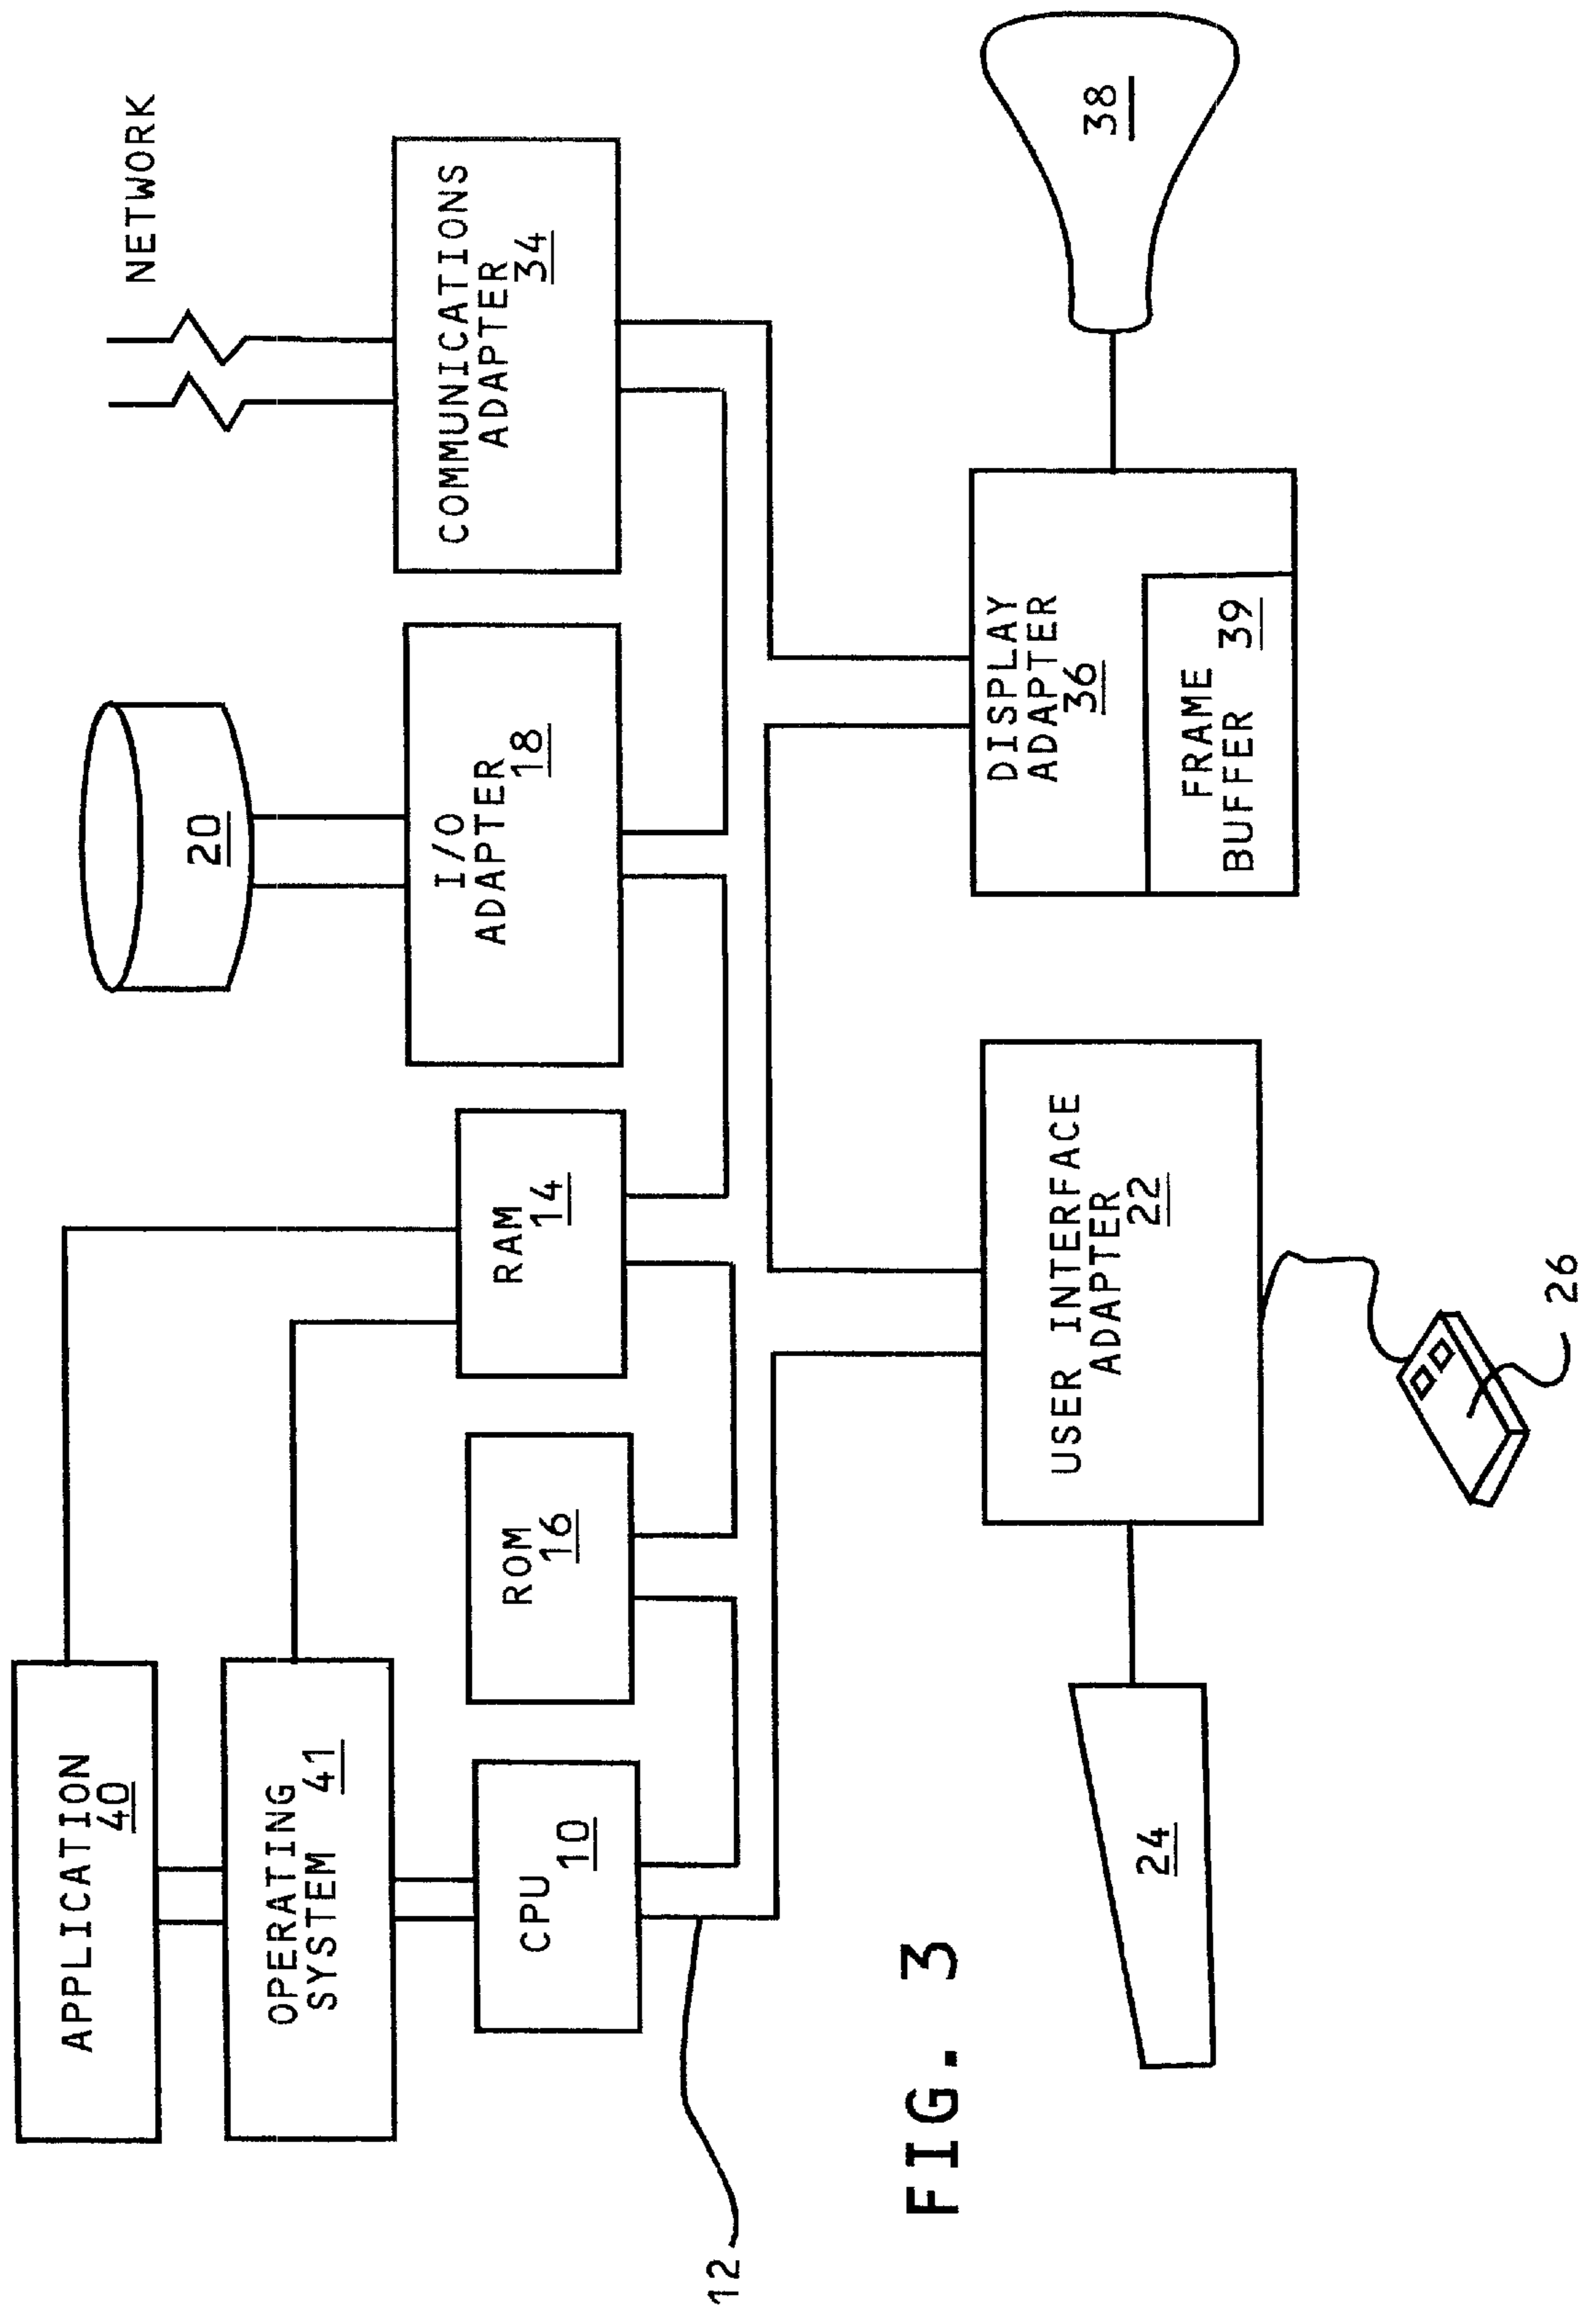 APPLICATION
40
OPERATING
SYSTEM 41
CPU
10
ROM
16
RAM
14
I/O
ADAPTER
18
20
COMMUNICATIONS
ADAPTER
34
NETWORK
12
FIG. 3
24
USER INTERFACE
ADAPTER
22
26
DISPLAY
ADAPTER
36
FRAME
BUFFER 39
38